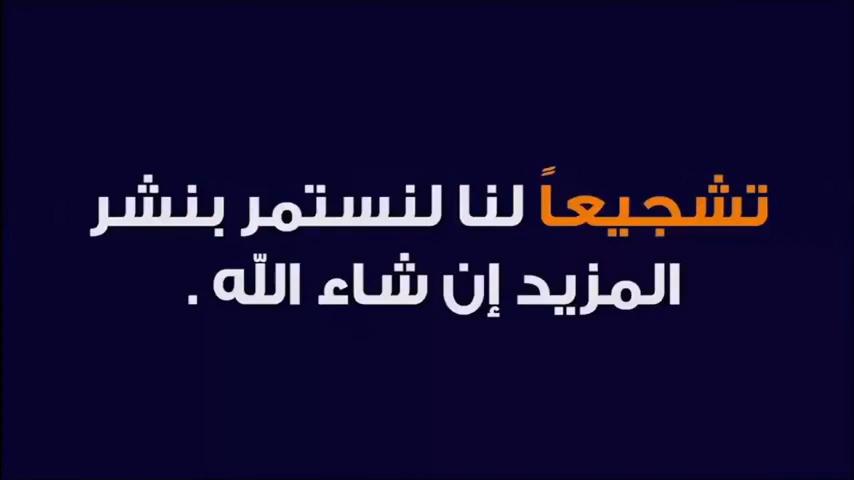 تشجيعاً لنا لنستمر بنشر
المزيد إن شاء الله .